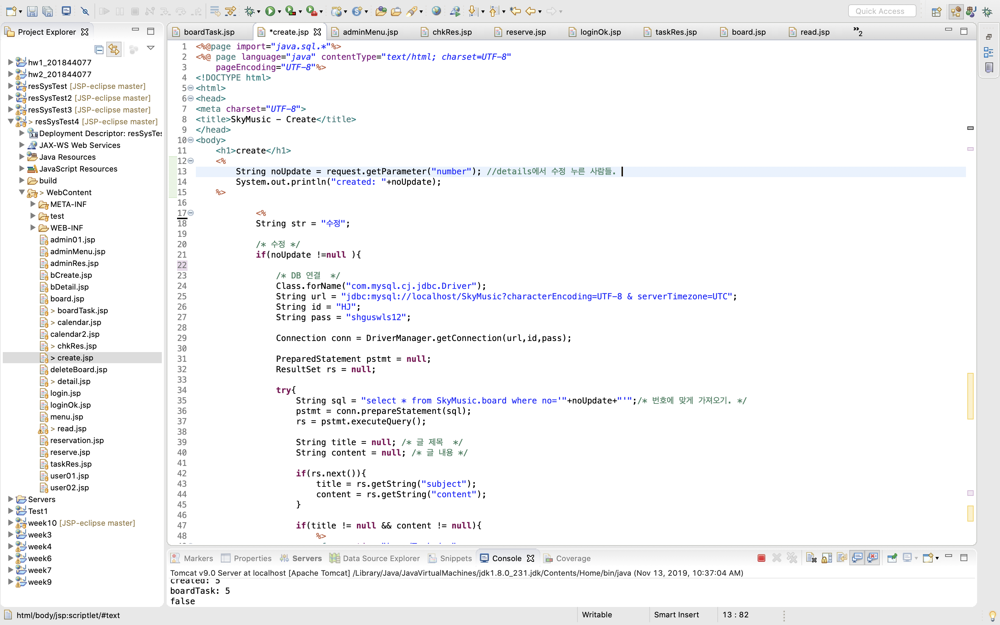 Quick Access
Project Explorer
boardTask.jsp
*create.jsp
adminMenu.jsp
chkRes.jsp
reserve.jsp
loginOk.jsp
taskRes.jsp
board.jsp
read.jsp
»2
hw1_201844077
hw2_201844077
resSysTest [JSP-eclipse master]
resSysTest2 [JSP-eclipse master]
resSysTest3 [JSP-eclipse master]
> resSysTest4 [JSP-eclipse master]
Deployment Descriptor: resSysTes
JAX-WS Web Services
Java Resources
JavaScript Resources
build
> WebContent
META-INF
test
WEB-INF
admin01.jsp
adminMenu.jsp
adminRes.jsp
bCreate.jsp
bDetail.jsp
board.jsp
> boardTask.jsp
> calendar.jsp
calendar2.jsp
> chkRes.jsp
> create.jsp
deleteBoard.jsp
> detail.jsp
login.jsp
loginOk.jsp
menu.jsp
> read.jsp
reservation.jsp
reserve.jsp
taskRes.jsp
user01.jsp
user02.jsp
Servers
Test1
week10 [JSP-eclipse master]
week3
week4
week6
week7
week9
1 <%@page import="java.sql.*"%>
2 <%@ page language="java" contentType="text/html; charset=UTF-8"
3 pageEncoding="UTF-8"%>
4 <!DOCTYPE html>
5 <html>
6 <head>
7 <meta charset="UTF-8">
8 <title>SkyMusic - Create</title>
9 </head>
10 <body>
11 <h1>create</h1>
12 <%
13 String noUpdate = request.getParameter("number"); //details에서 수정 누른 사람들.
14 System.out.println("created: "+noUpdate);
15 %>
16
17 <%
18 String str = "수정";
19
20 /* 수정 */
21 if(noUpdate !=null ){
22
23 /* DB 연결  */
24 Class.forName("com.mysql.cj.jdbc.Driver");
25 String url = "jdbc:mysql://localhost/SkyMusic?characterEncoding=UTF-8 & serverTimezone=UTC";
26 String id = "HJ";
27 String pass = "shguswls12";
28
29 Connection conn = DriverManager.getConnection(url,id,pass);
30
31 PreparedStatement pstmt = null;
32 ResultSet rs = null;
33
34 try{
35 String sql = "select * from SkyMusic.board where no='"+noUpdate+"'";/* 번호에 맞게 가져오기. */
36 pstmt = conn.prepareStatement(sql);
37 rs = pstmt.executeQuery();
38
39 String title = null; /* 글 제목  */
40 String content = null; /* 글 내용 */
41
42 if(rs.next()){
43 title = rs.getString("subject");
44 content = rs.getString("content");
45 }
46
47 if(title != null && content != null){
48 %>
Markers
Properties
Servers
Data Source Explorer
Snippets
Console
Coverage
Tomcat v9.0 Server at localhost [Apache Tomcat] /Library/Java/JavaVirtualMachines/jdk1.8.0_231.jdk/Contents/Home/bin/java (Nov 13, 2019, 10:37:04 AM)
created: 5
boardTask: 5
false
html/body/jsp:scriptlet/#text
Writable
Smart Insert
13 : 82